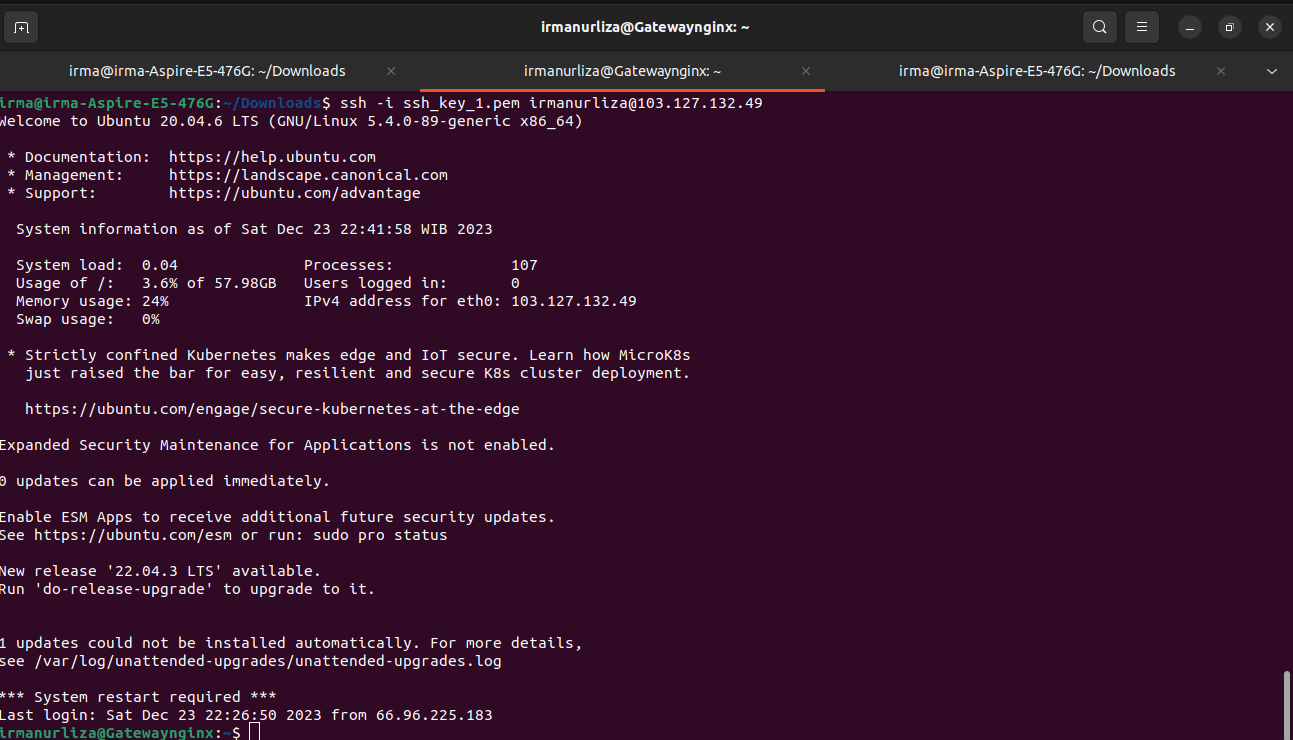 irmanurliza@Gatewaynginx: ~
irma@irma-Aspire-E5-476G: ~/Downloads
irmanurliza@Gatewaynginx: ~
irma@irma-Aspire-E5-476G: ~/Downloads
irma@irma-Aspire-E5-476G:~/Downloads$ ssh -i ssh_key_1.pem irmanurliza@103.127.132.49
Welcome to Ubuntu 20.04.6 LTS (GNU/Linux 5.4.0-89-generic x86_64)
* Documentation:  https://help.ubuntu.com
* Management:     https://landscape.canonical.com
* Support:        https://ubuntu.com/advantage
System information as of Sat Dec 23 22:41:58 WIB 2023
System load:  0.04              Processes:             107
Usage of /:   3.6% of 57.98GB   Users logged in:       0
Memory usage: 24%               IPv4 address for eth0: 103.127.132.49
Swap usage:   0%
* Strictly confined Kubernetes makes edge and IoT secure. Learn how MicroK8s
just raised the bar for easy, resilient and secure K8s cluster deployment.
https://ubuntu.com/engage/secure-kubernetes-at-the-edge
Expanded Security Maintenance for Applications is not enabled.
0 updates can be applied immediately.
Enable ESM Apps to receive additional future security updates.
See https://ubuntu.com/esm or run: sudo pro status
New release '22.04.3 LTS' available.
Run 'do-release-upgrade' to upgrade to it.
1 updates could not be installed automatically. For more details,
see /var/log/unattended-upgrades/unattended-upgrades.log
*** System restart required ***
Last login: Sat Dec 23 22:26:50 2023 from 66.96.225.183
irmanurliza@Gatewaynginx:~$